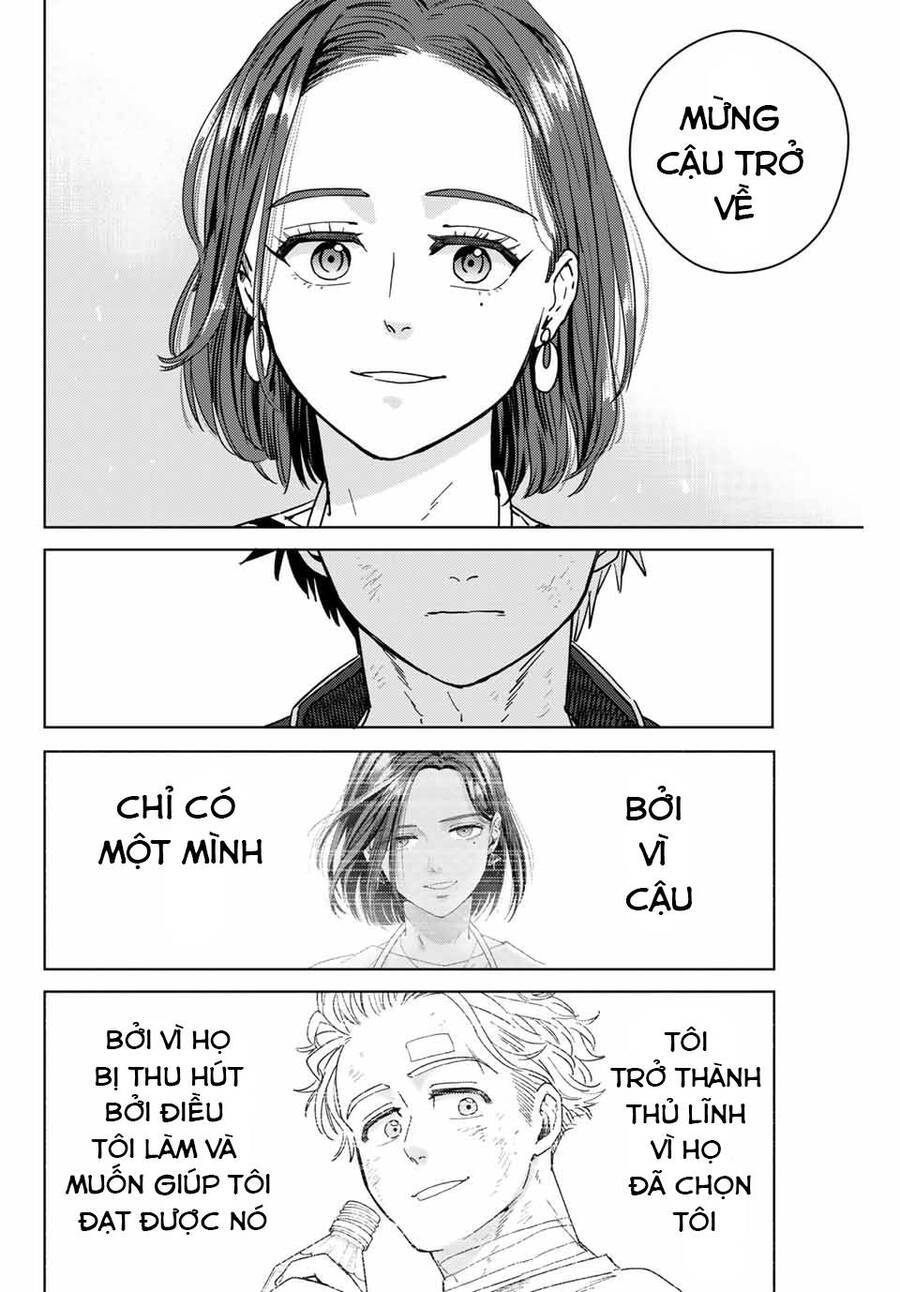 MỪNG
CẬU TRỞ
VỀ
BỞI
VÌ
CẬU
CHỈ CÓ
MỘT MÌNH
TÔI
TRỞ THÀNH
THỦ LĨNH
VÌ HỌ
ĐÃ CHỌN
TÔI
BỞI VÌ HỌ
BỊ THU HÚT
BỞI ĐIỀU
TÔI LÀM VÀ
MUỐN GIÚP TÔI
ĐẠT ĐƯỢC NÓ